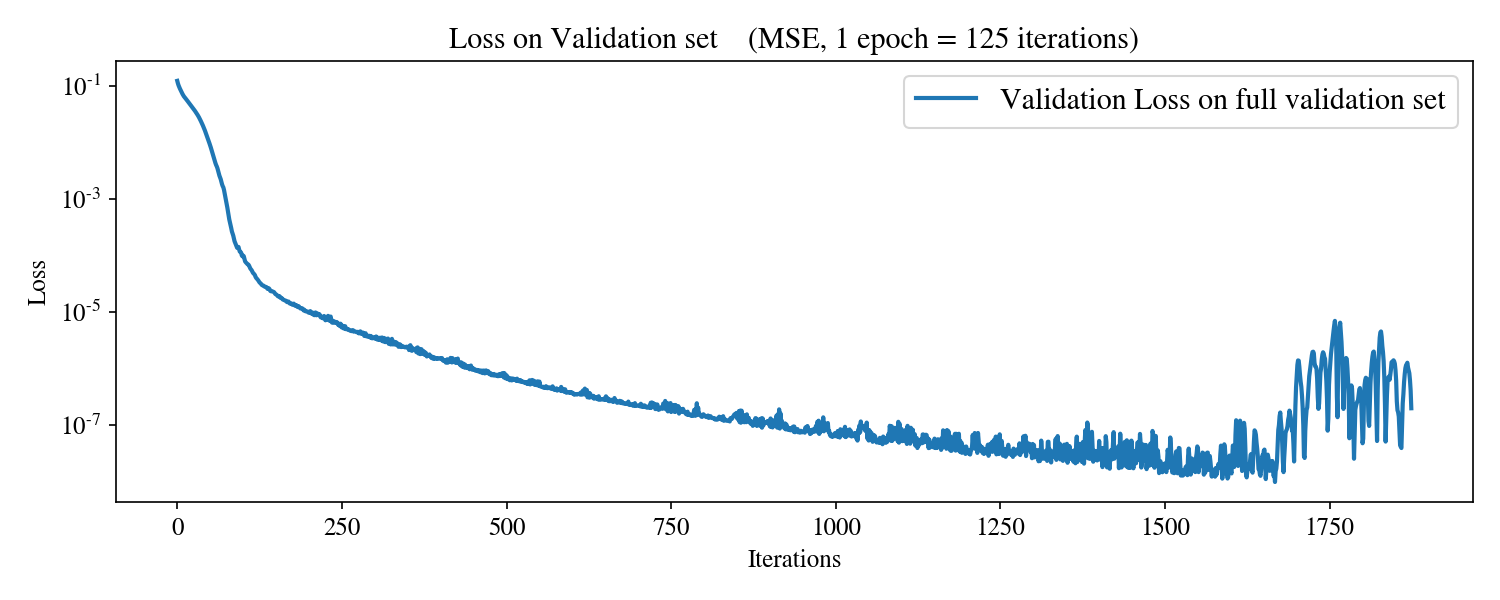 Loss on Validation set (MSE, 1 epoch = 125 iterations)
Validation Loss on full validation set
10⁻¹
10⁻³
10⁻⁵
10⁻⁷
Loss
0 250 500 750 1000 1250 1500 1750
Iterations